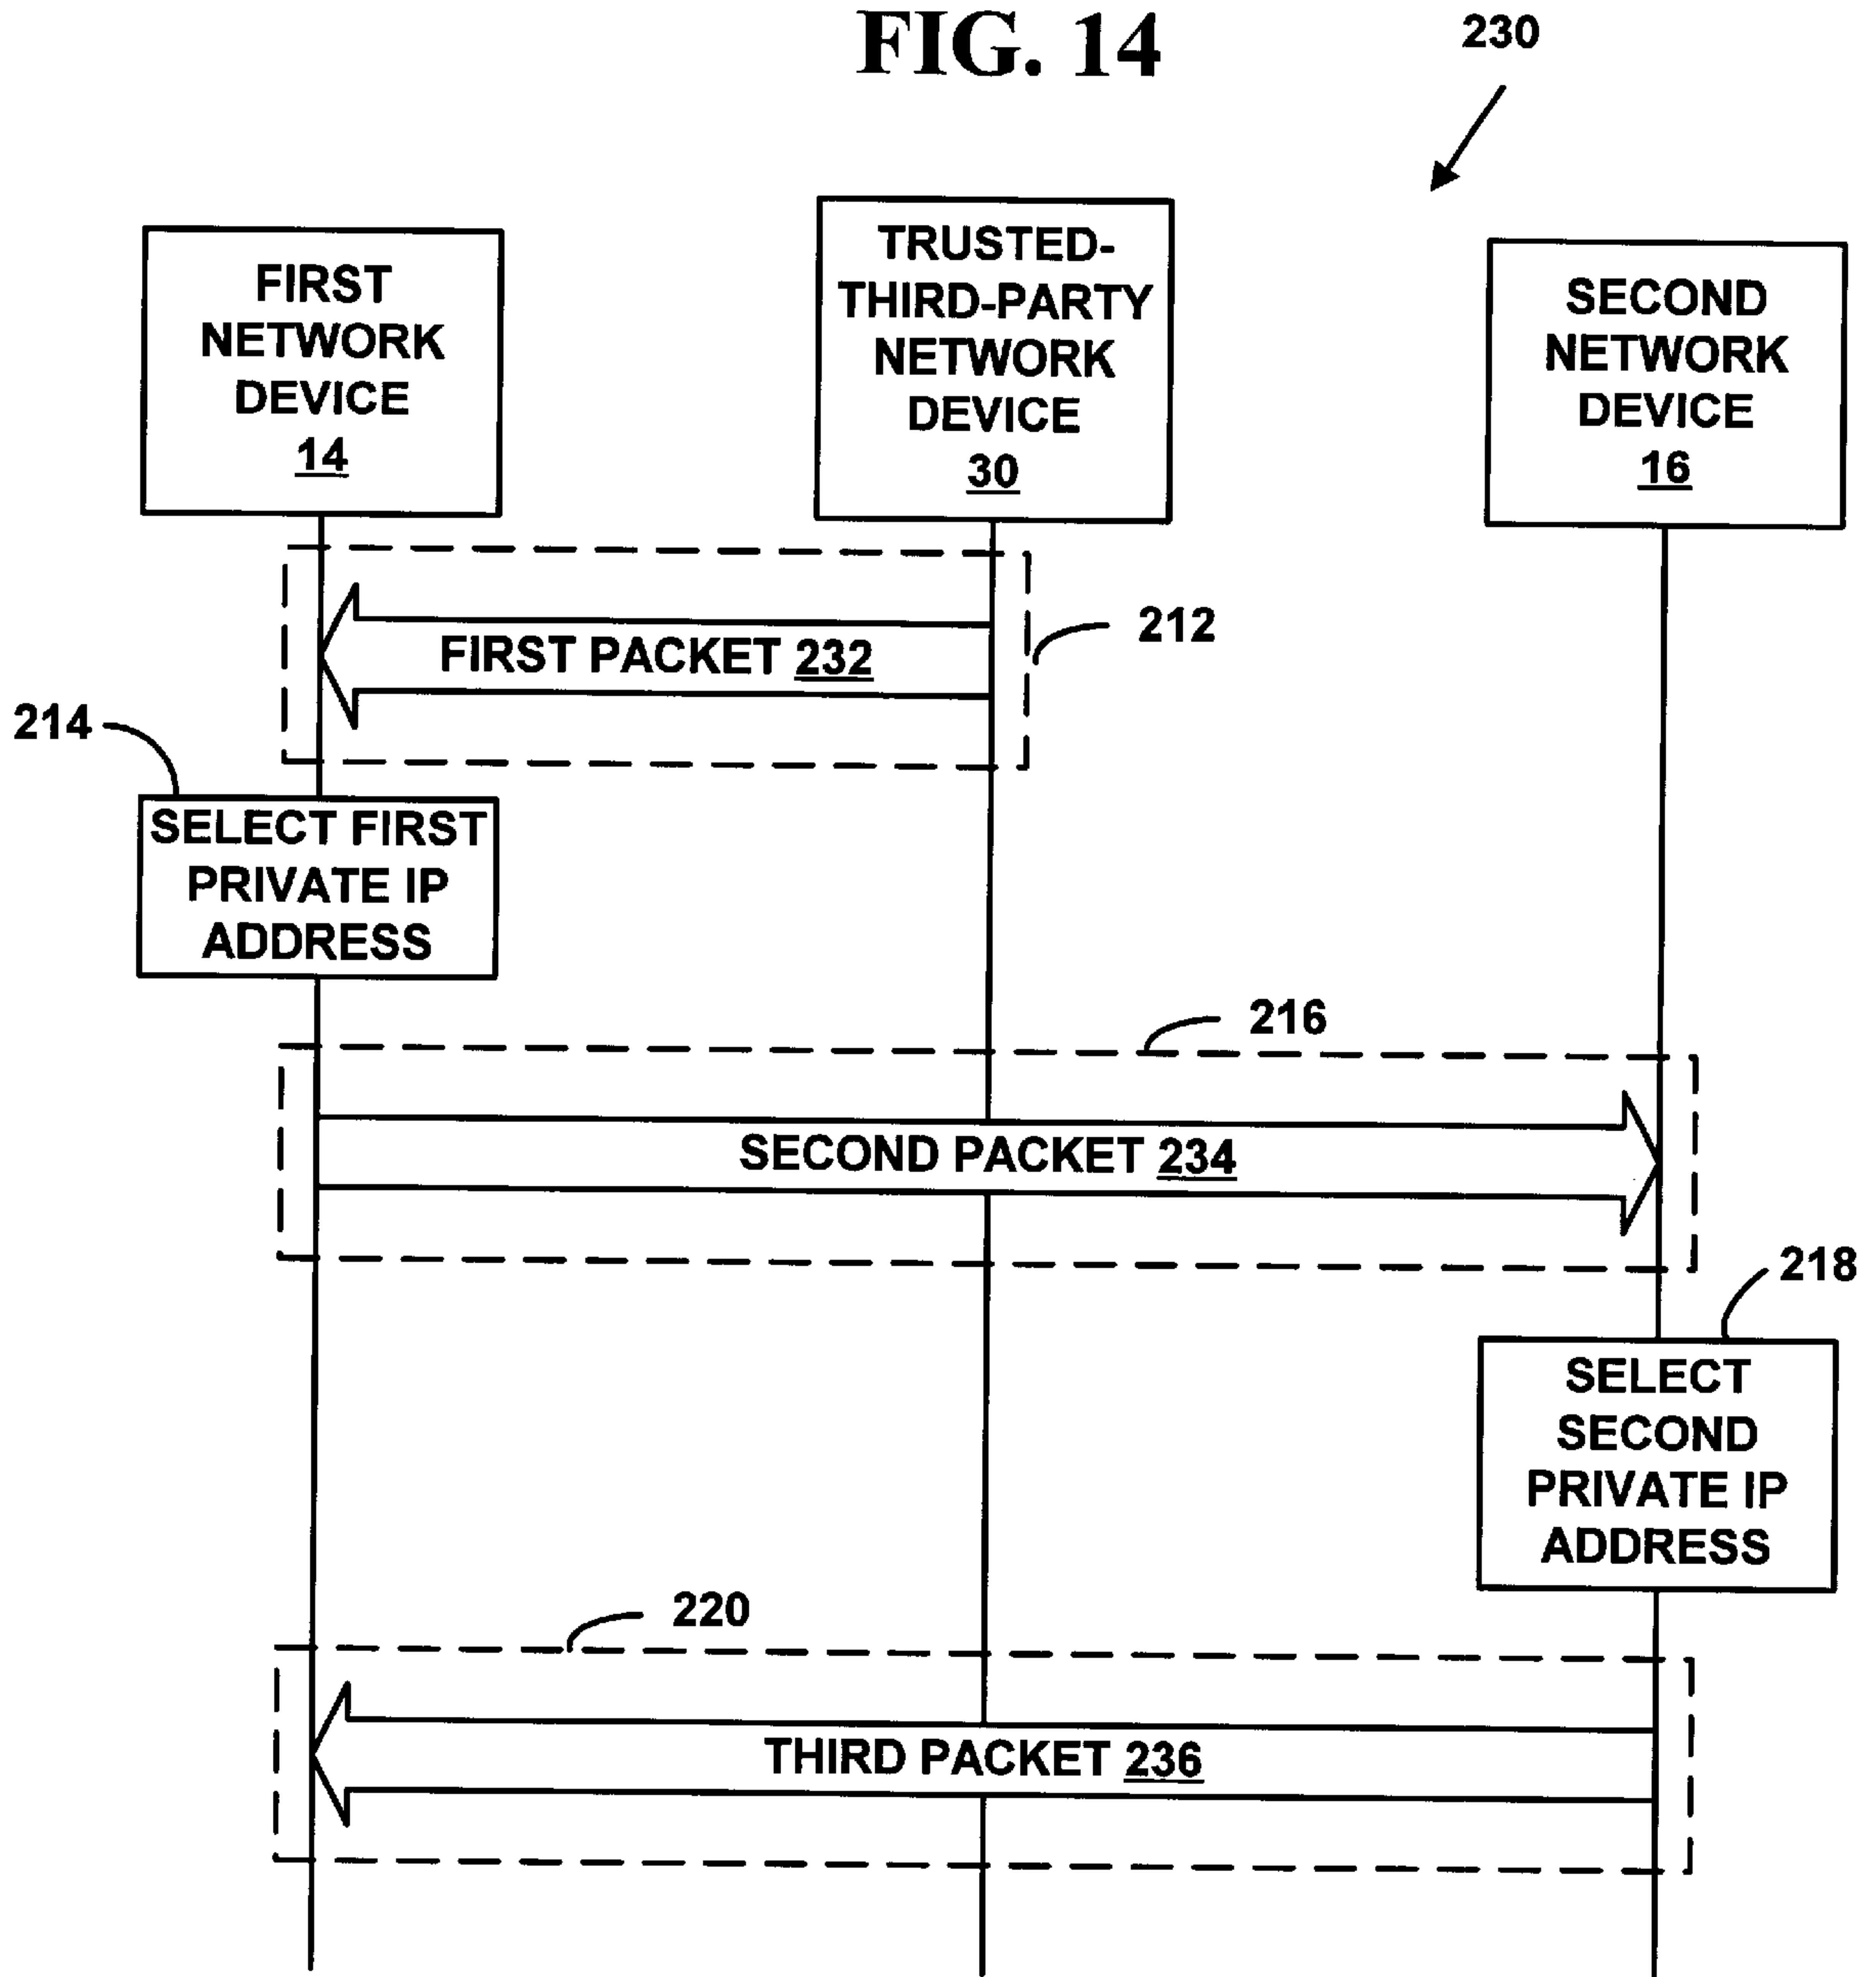 FIG. 14
230
FIRST
NETWORK
DEVICE
14
TRUSTED-
THIRD-PARTY
NETWORK
DEVICE
30
SECOND
NETWORK
DEVICE
16
FIRST PACKET 232
212
214
SELECT FIRST
PRIVATE IP
ADDRESS
216
SECOND PACKET 234
218
SELECT
SECOND
PRIVATE IP
ADDRESS
220
THIRD PACKET 236